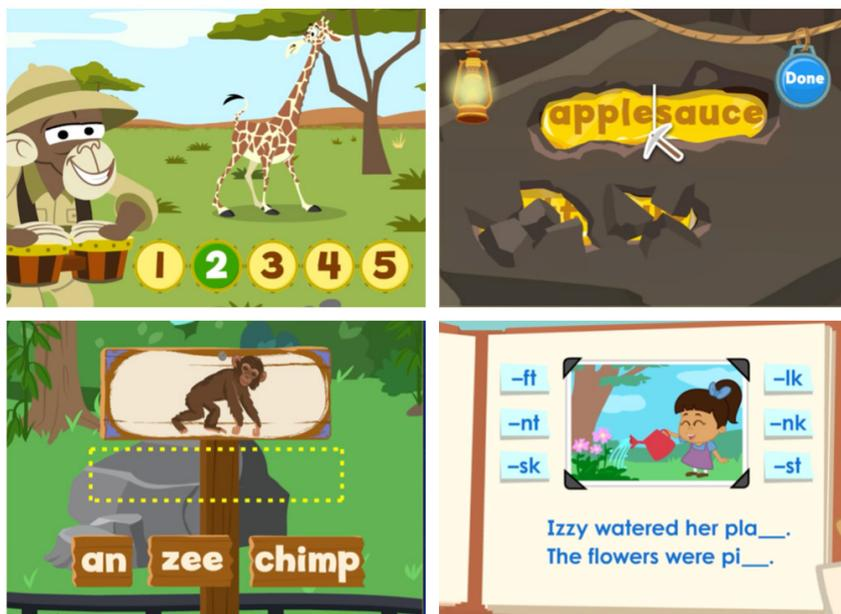 1 2 3 4 5
applesauce
Done
an zee chimp
–ft
–nt
–sk
–lk
–nk
–st
Izzy watered her pla__.
The flowers were pi__.